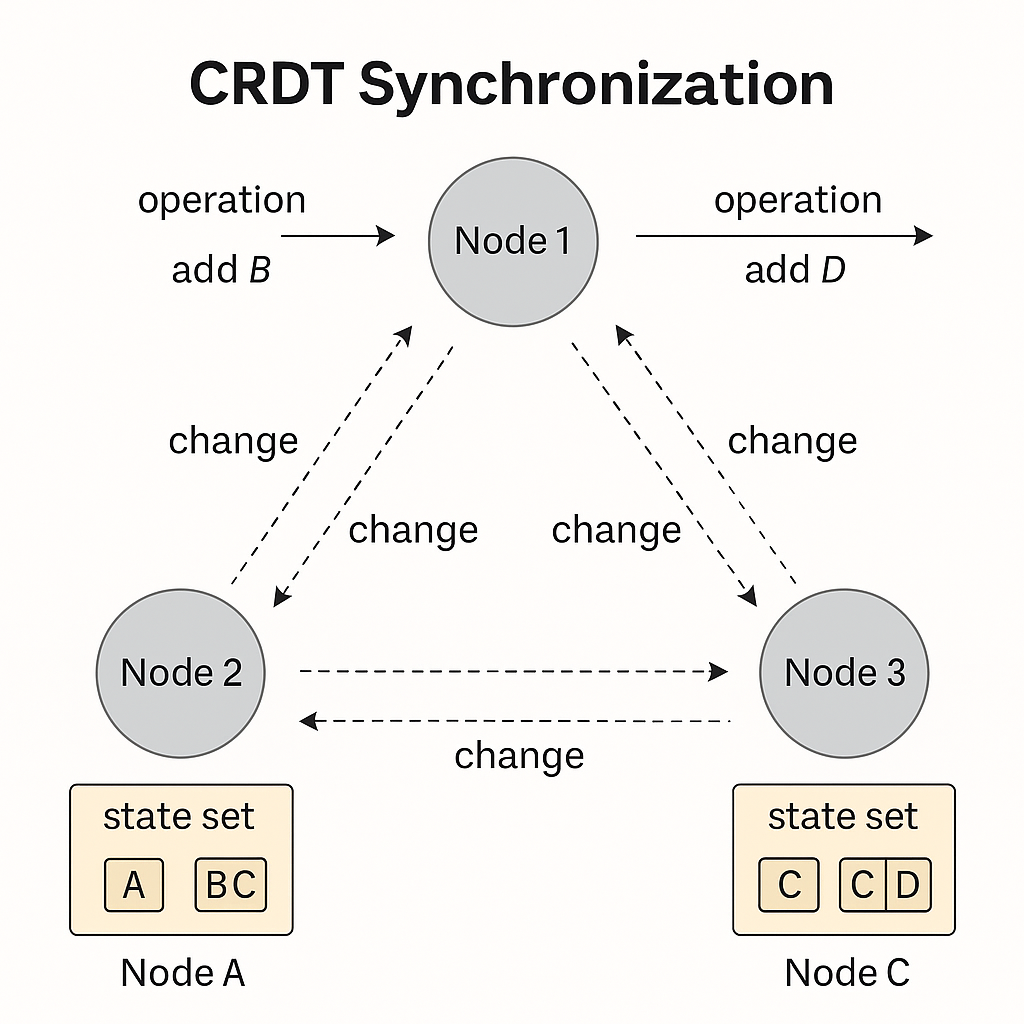 CRDT Synchronization
operation
add B
Node 1
operation
add D
change
change
change
change
Node 2
Node 3
change
state set
A
BC
Node A
state set
C
C D
Node C